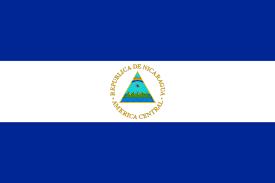 REPUBLICA DE NICARAGUA
- AMERICA CENTRAL -